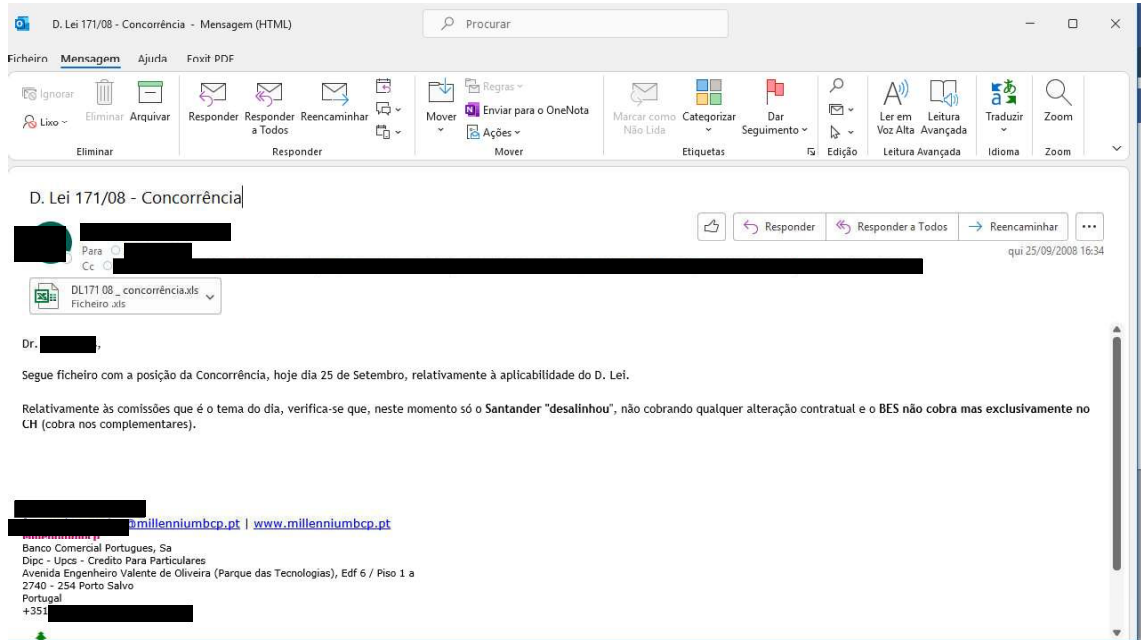 D. Lei 171/08 - Concorrência - Mensagem (HTML)
Procurar
Ficheiro Mensagem Ajuda Foxit PDF
Ignorar
Lixo
Eliminar
Arquivar
Eliminar
Responder
Responder a Todos
Reencaminhar
Responder
Mover
Regras
Enviar para o OneNota
Ações
Mover
Marcar como Não Lida
Categorizar
Dar Seguimento
Etiquetas
Edição
Ler em Voz Alta
Leitura Avançada
Leitura Avançada
Traduzir
Idioma
Zoom
Zoom
D. Lei 171/08 - Concorrência
Responder
Responder a Todos
Reencaminhar
Para
Cc
qui 25/09/2008 16:34
DL171 08 _ concorrência.xls
Ficheiro .xls
Dr. ,
Segue ficheiro com a posição da Concorrência, hoje dia 25 de Setembro, relativamente à aplicabilidade do D. Lei.
Relativamente às comissões que é o tema do dia, verifica-se que, neste momento só o Santander "desalinhou", não cobrando qualquer alteração contratual e o BES não cobra mas exclusivamente no
CH (cobra nos complementares).
@millenniumbcp.pt | www.millenniumbcp.pt
Banco Comercial Portugues, Sa
Dipc - Upcs - Credito Para Particulares
Avenida Engenheiro Valente de Oliveira (Parque das Tecnologias), Edf 6 / Piso 1 a
2740 - 254 Porto Salvo
Portugal
+351